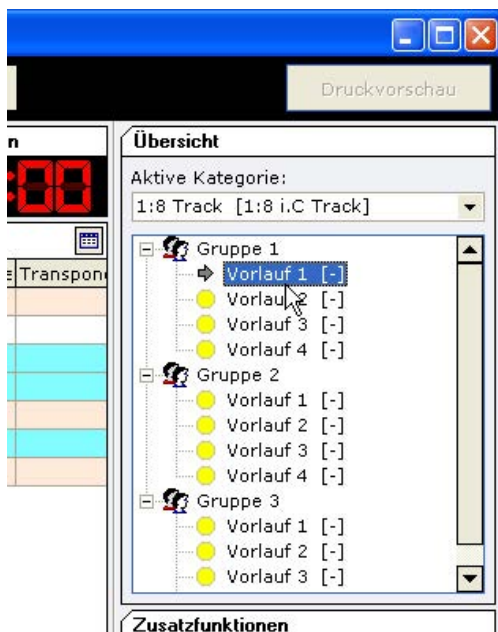 Druckvorschau
n
Übersicht
:00
Aktive Kategorie:
1:8 Track [1:8 i.C Track]
e Transpon
Gruppe 1
Vorlauf 1 [-]
Vorlauf 2 [-]
Vorlauf 3 [-]
Vorlauf 4 [-]
Gruppe 2
Vorlauf 1 [-]
Vorlauf 2 [-]
Vorlauf 3 [-]
Vorlauf 4 [-]
Gruppe 3
Vorlauf 1 [-]
Vorlauf 2 [-]
Vorlauf 3 [-]
Zusatzfunktionen